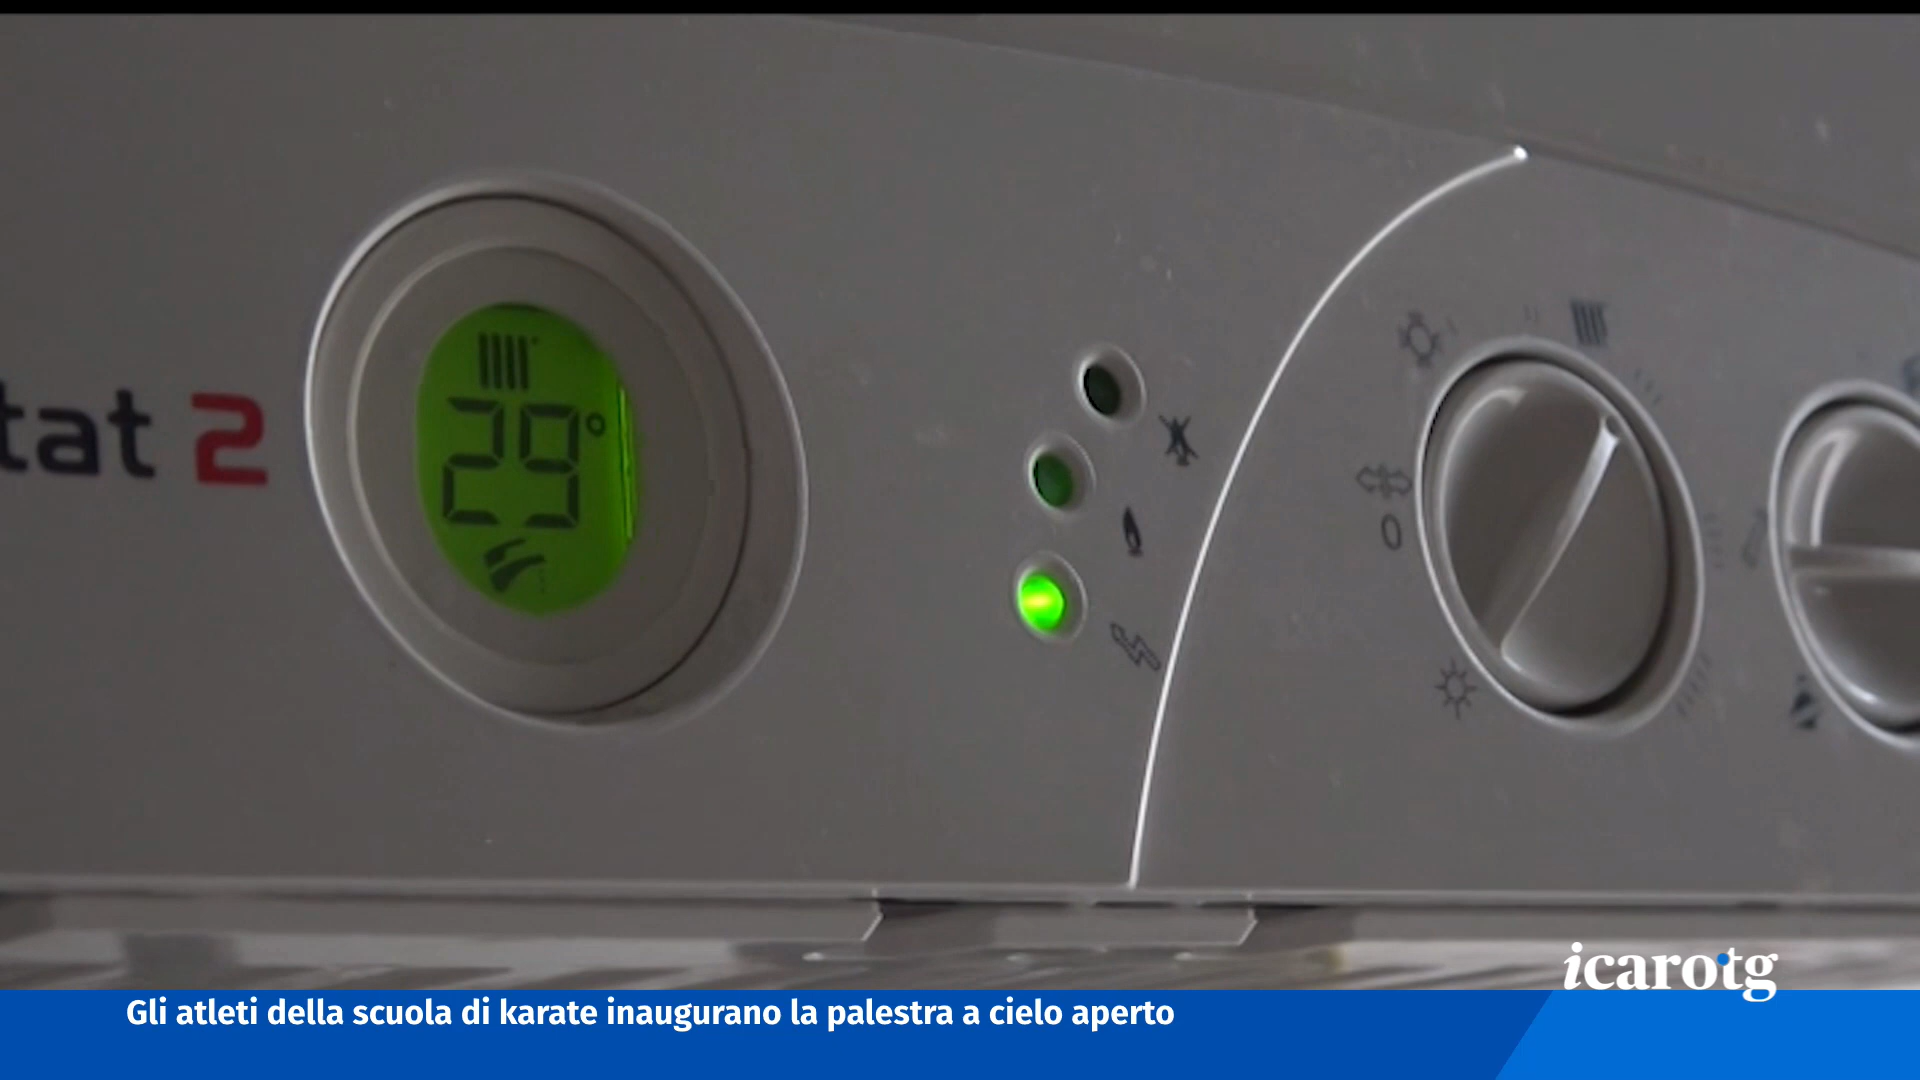 tat 2
29°
0
icarotg
Gli atleti della scuola di karate inaugurano la palestra a cielo aperto